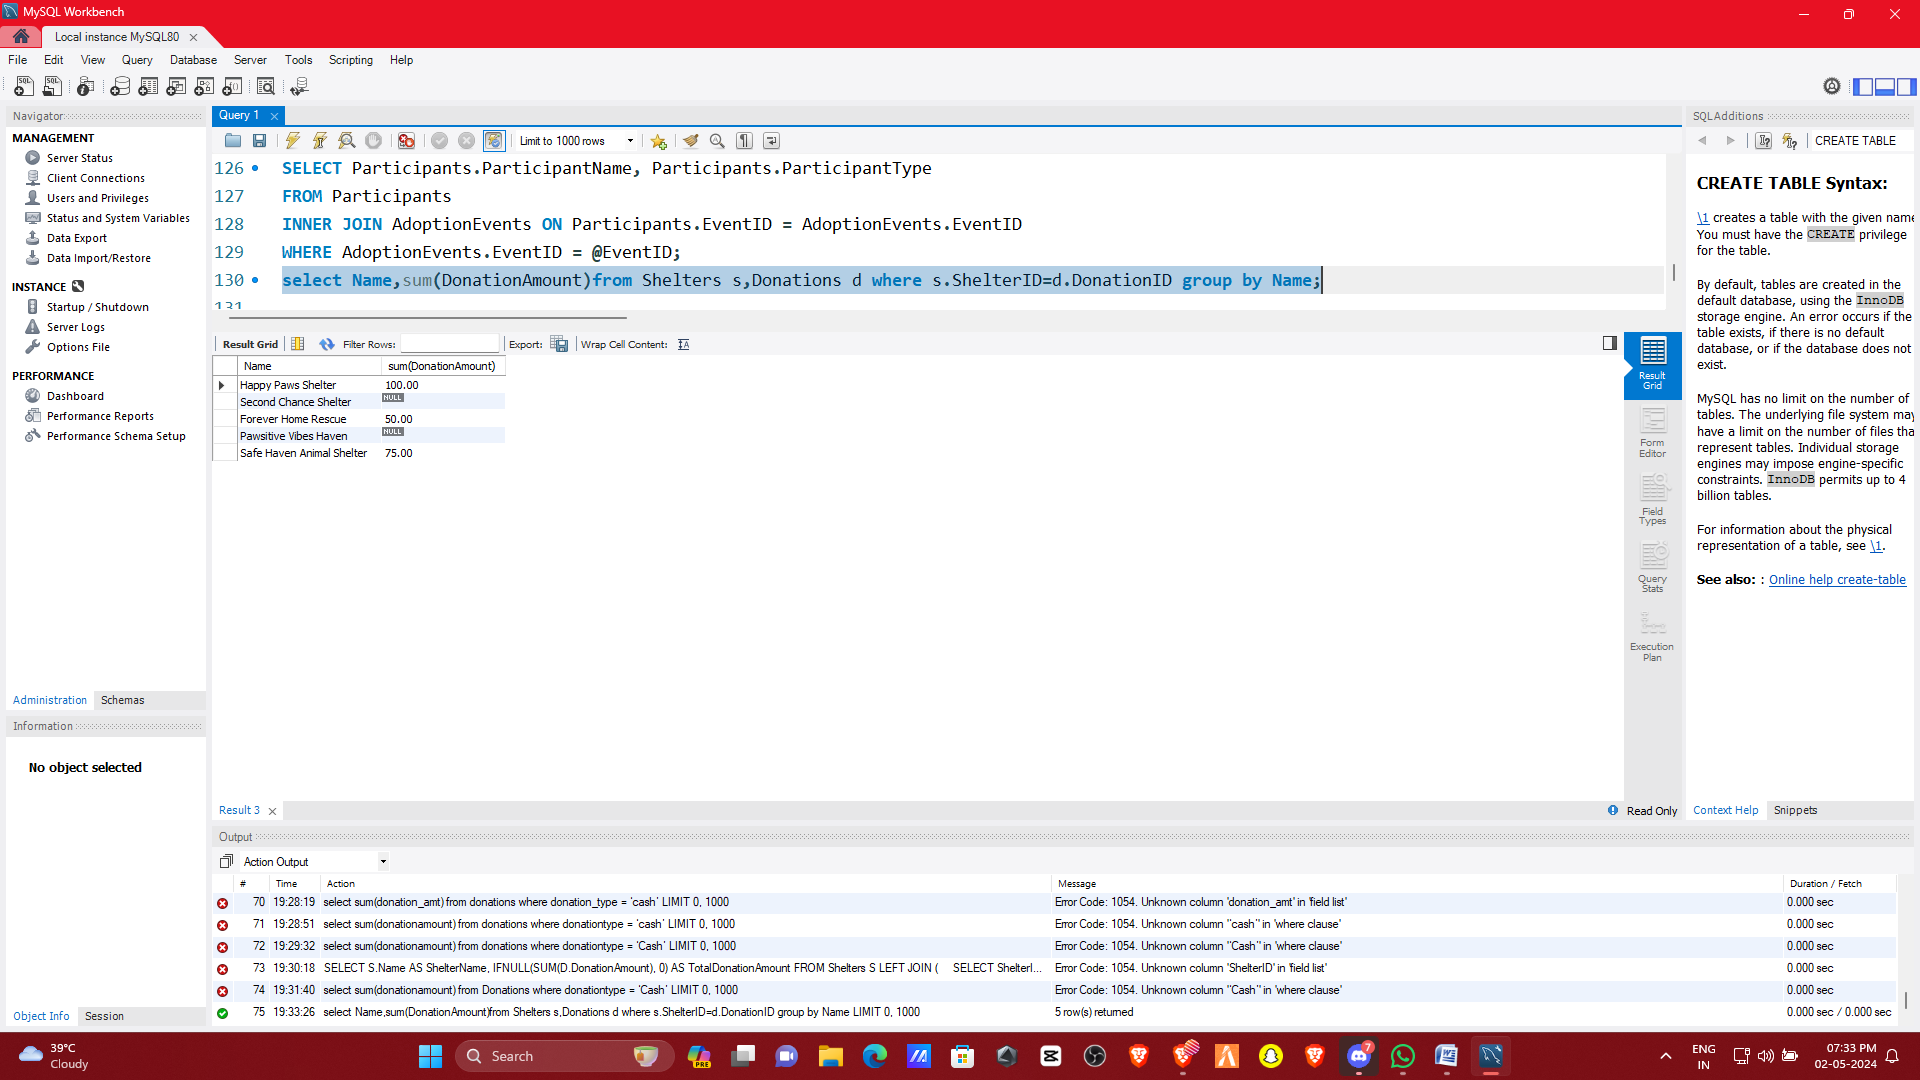 MySQL Workbench
Local instance MySQL80
File Edit View Query Database Server Tools Scripting Help
Navigator
MANAGEMENT
Server Status
Client Connections
Users and Privileges
Status and System Variables
Data Export
Data Import/Restore
INSTANCE
Startup / Shutdown
Server Logs
Options File
PERFORMANCE
Dashboard
Performance Reports
Performance Schema Setup
Administration Schemas
Information
No object selected
Object Info Session
Query 1
Limit to 1000 rows
126 SELECT Participants.ParticipantName, Participants.ParticipantType
127 FROM Participants
128 INNER JOIN AdoptionEvents ON Participants.EventID = AdoptionEvents.EventID
129 WHERE AdoptionEvents.EventID = @EventID;
130 select Name,sum(DonationAmount)from Shelters s,Donations d where s.ShelterID=d.DonationID group by Name;
131
Result Grid Filter Rows: Export: Wrap Cell Content:
Name sum(DonationAmount)
Happy Paws Shelter 100.00
Second Chance Shelter NULL
Forever Home Rescue 50.00
Pawsitive Vibes Haven NULL
Safe Haven Animal Shelter 75.00
Result
Grid
Form
Editor
Field
Types
Query
Stats
Execution
Plan
Result 3
Read Only
SQLAdditions
CREATE TABLE
CREATE TABLE Syntax:
\1 creates a table with the given name
You must have the CREATE privilege
for the table.
By default, tables are created in the
default database, using the InnoDB
storage engine. An error occurs if the
table exists, if there is no default
database, or if the database does not
exist.
MySQL has no limit on the number of
tables. The underlying file system may
have a limit on the number of files tha
represent tables. Individual storage
engines may impose engine-specific
constraints. InnoDB permits up to 4
billion tables.
For information about the physical
representation of a table, see \1.
See also: : Online help create-table
Context Help Snippets
Output
Action Output
# Time Action Message Duration / Fetch
70 19:28:19 select sum(donation_amt) from donations where donation_type = ‘cash’ LIMIT 0, 1000 Error Code: 1054. Unknown column 'donation_amt' in 'field list' 0.000 sec
71 19:28:51 select sum(donationamount) from donations where donationtype = ‘cash’ LIMIT 0, 1000 Error Code: 1054. Unknown column '‘cash’' in 'where clause' 0.000 sec
72 19:29:32 select sum(donationamount) from donations where donationtype = ‘Cash’ LIMIT 0, 1000 Error Code: 1054. Unknown column '‘Cash’' in 'where clause' 0.000 sec
73 19:30:18 SELECT S.Name AS ShelterName, IFNULL(SUM(D.DonationAmount), 0) AS TotalDonationAmount FROM Shelters S LEFT JOIN ( SELECT ShelterI... Error Code: 1054. Unknown column 'ShelterID' in 'field list' 0.000 sec
74 19:31:40 select sum(donationamount) from Donations where donationtype = ‘Cash’ LIMIT 0, 1000 Error Code: 1054. Unknown column '‘Cash’' in 'where clause' 0.000 sec
75 19:33:26 select Name,sum(DonationAmount)from Shelters s,Donations d where s.ShelterID=d.DonationID group by Name LIMIT 0, 1000 5 row(s) returned 0.000 sec / 0.000 sec
39°C
Cloudy
Search
PRE
7
ENG
IN
07:33 PM
02-05-2024